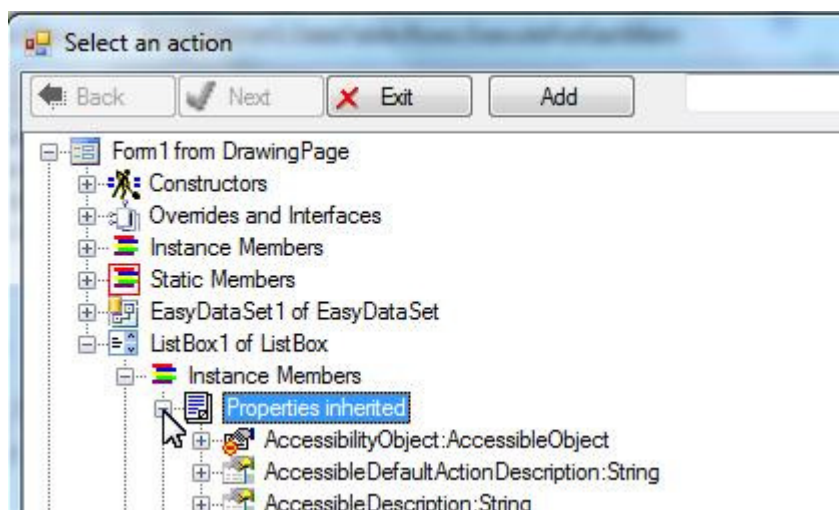 Select an action
Back Next Exit Add
Form1 from DrawingPage
Constructors
Overrides and Interfaces
Instance Members
Static Members
EasyDataSet1 of EasyDataSet
ListBox1 of ListBox
Instance Members
Properties inherited
AccessibilityObject:AccessibleObject
AccessibleDefaultActionDescription:String
AccessibleDescription:String